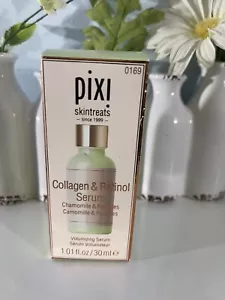 0169
pixi
skintreats
— since 1999 —
Collagen & Retinol
Serum
Chamomile & Peptides
Camomille & Peptides
Volumizing Serum
Sérum Volumateur
1.01 fl.oz/30ml e